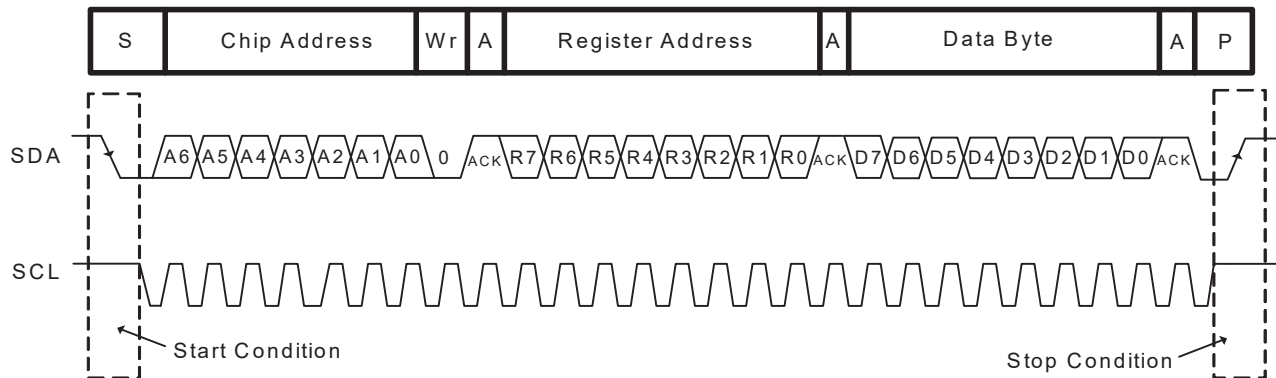 S Chip Address Wr A Register Address A Data Byte A P
SDA A6 A5 A4 A3 A2 A1 A0 0 ACK R7 R6 R5 R4 R3 R2 R1 R0 ACK D7 D6 D5 D4 D3 D2 D1 D0 ACK
SCL
Start Condition
Stop Condition